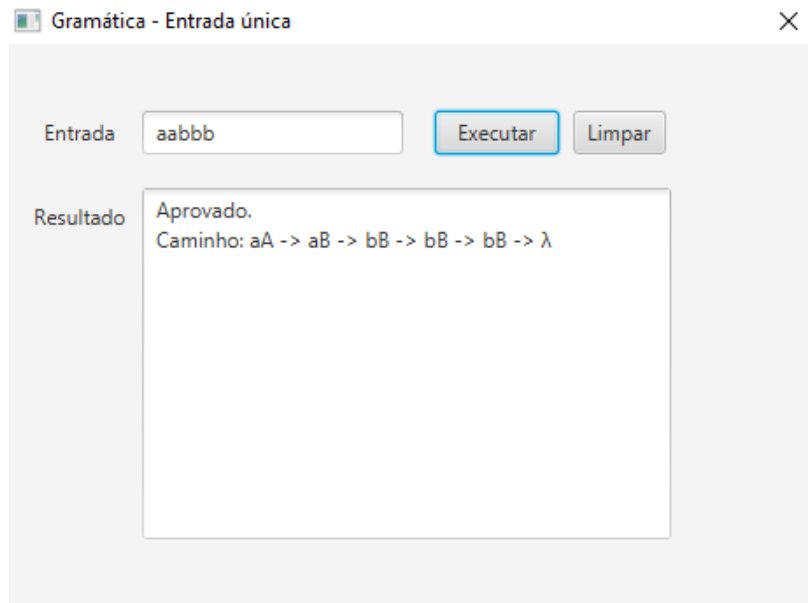 Gramática - Entrada única
Entrada aabbb Executar Limpar
Resultado
Aprovado.
Caminho: aA -> aB -> bB -> bB -> bB -> λ